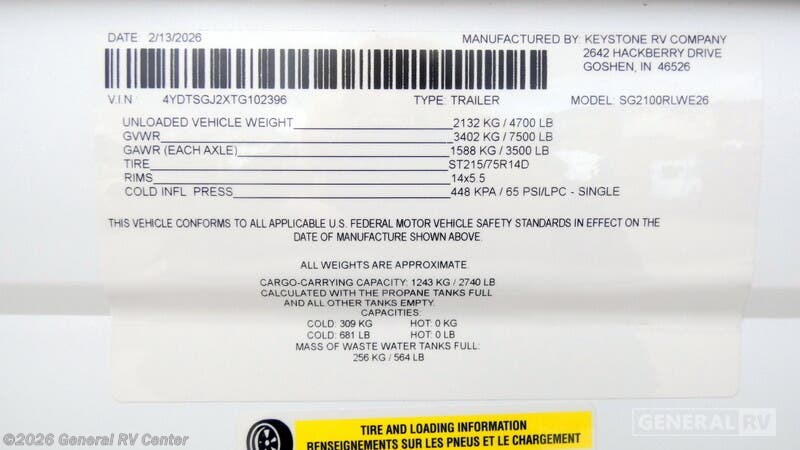 DATE 2/13/2026 MANUFACTURED BY: KEYSTONE RV COMPANY
2642 HACKBERRY DRIVE
GOSHEN, IN 46526
V.I.N 4YDTSGJ2XTG102396 TYPE: TRAILER MODEL: SG2100RLWE26
UNLOADED VEHICLE WEIGHT 2132 KG / 4700 LB
GVWR 3402 KG / 7500 LB
GAWR (EACH AXLE) 1588 KG / 3500 LB
TIRE ST215/75R14D
RIMS 14x5.5
COLD INFL PRESS 448 KPA / 65 PSI/LPC - SINGLE
THIS VEHICLE CONFORMS TO ALL APPLICABLE U.S. FEDERAL MOTOR VEHICLE SAFETY STANDARDS IN EFFECT ON THE
DATE OF MANUFACTURE SHOWN ABOVE.
ALL WEIGHTS ARE APPROXIMATE.
CARGO-CARRYING CAPACITY: 1243 KG / 2740 LB
CALCULATED WITH THE PROPANE TANKS FULL
AND ALL OTHER TANKS EMPTY.
CAPACITIES:
COLD: 309 KG HOT: 0 KG
COLD: 681 LB HOT: 0 LB
MASS OF WASTE WATER TANKS FULL:
256 KG / 564 LB
TIRE AND LOADING INFORMATION
RENSEIGNEMENTS SUR LES PNEUS ET LE CHARGEMENT
GENERAL RV
©2026 General RV Center